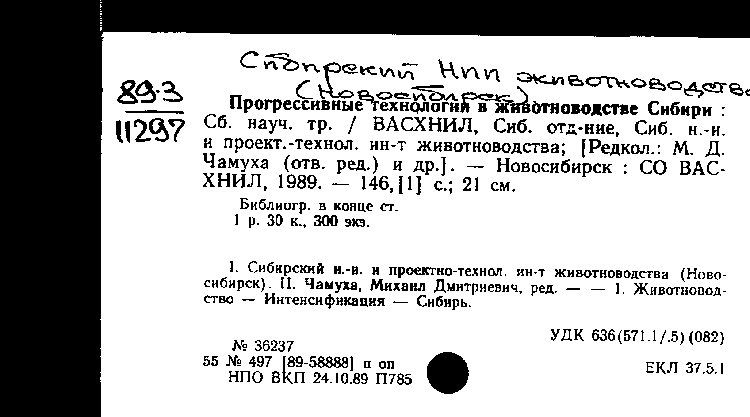 Сибирский НИИ животноводства
(Новосибирск)
89-3
11297
Прогрессивные технологии в животноводстве Сибири :
Сб. науч. тр. / ВАСХНИЛ, Сиб. отд-ние, Сиб. н.-и.
и проект.-технол. ин-т животноводства; [Редкол.: М. Д.
Чамуха (отв. ред.) и др.]. — Новосибирск : СО ВАС-
ХНИЛ, 1989. — 146,[1] с.; 21 см.
Библиогр. в конце ст.
1 р. 30 к., 300 экз.
I. Сибирский н.-и. и проектно-технол. ин-т животноводства (Ново-
сибирск). II. Чамуха, Михаил Дмитриевич, ред. — — 1. Животновод-
ство — Интенсификация — Сибирь.
УДК 636(571.1/.5)(082)
№ 36237
55 № 497 [89-58888] п оп
ЕКЛ 37.5.1
НПО ВКП 24.10.89 П785